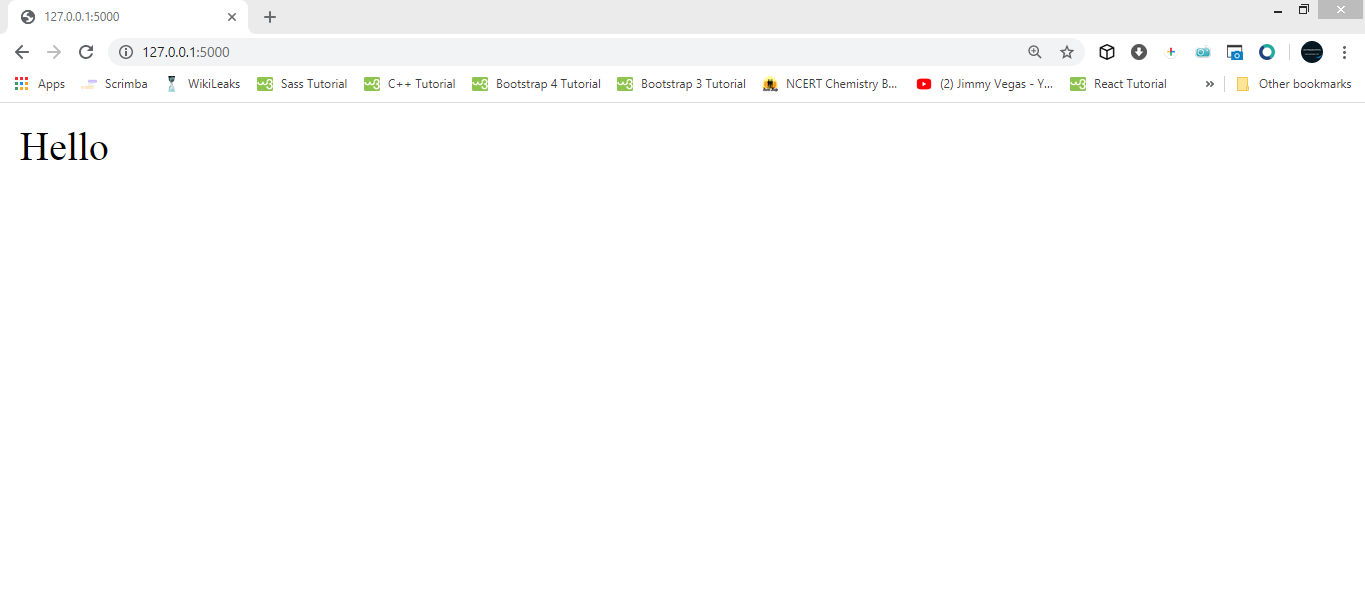 127.0.0.1:5000
127.0.0.1:5000
Apps Scrimba WikiLeaks Sass Tutorial C++ Tutorial Bootstrap 4 Tutorial Bootstrap 3 Tutorial NCERT Chemistry B... (2) Jimmy Vegas - Y... React Tutorial » Other bookmarks
Hello